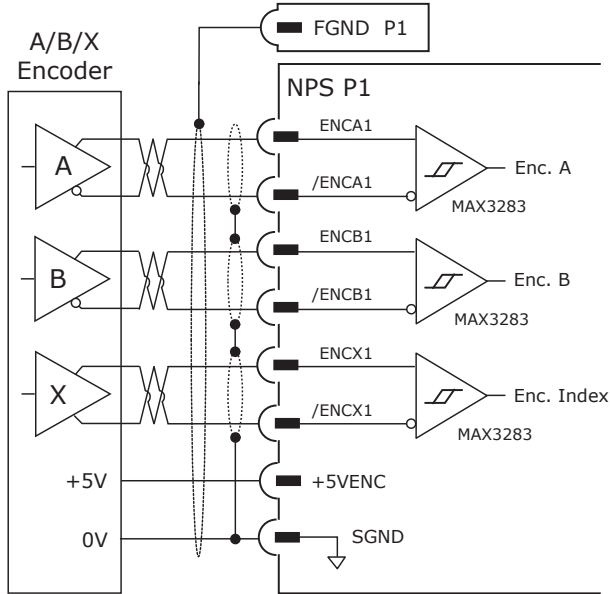 FGND P1
A/B/X
Encoder
NPS P1
ENCA1
A
Enc. A
/ENCA1
MAX3283
ENCB1
B
Enc. B
/ENCB1
MAX3283
ENCX1
X
Enc. Index
/ENCX1
MAX3283
+5V
+5VENC
0V
SGND